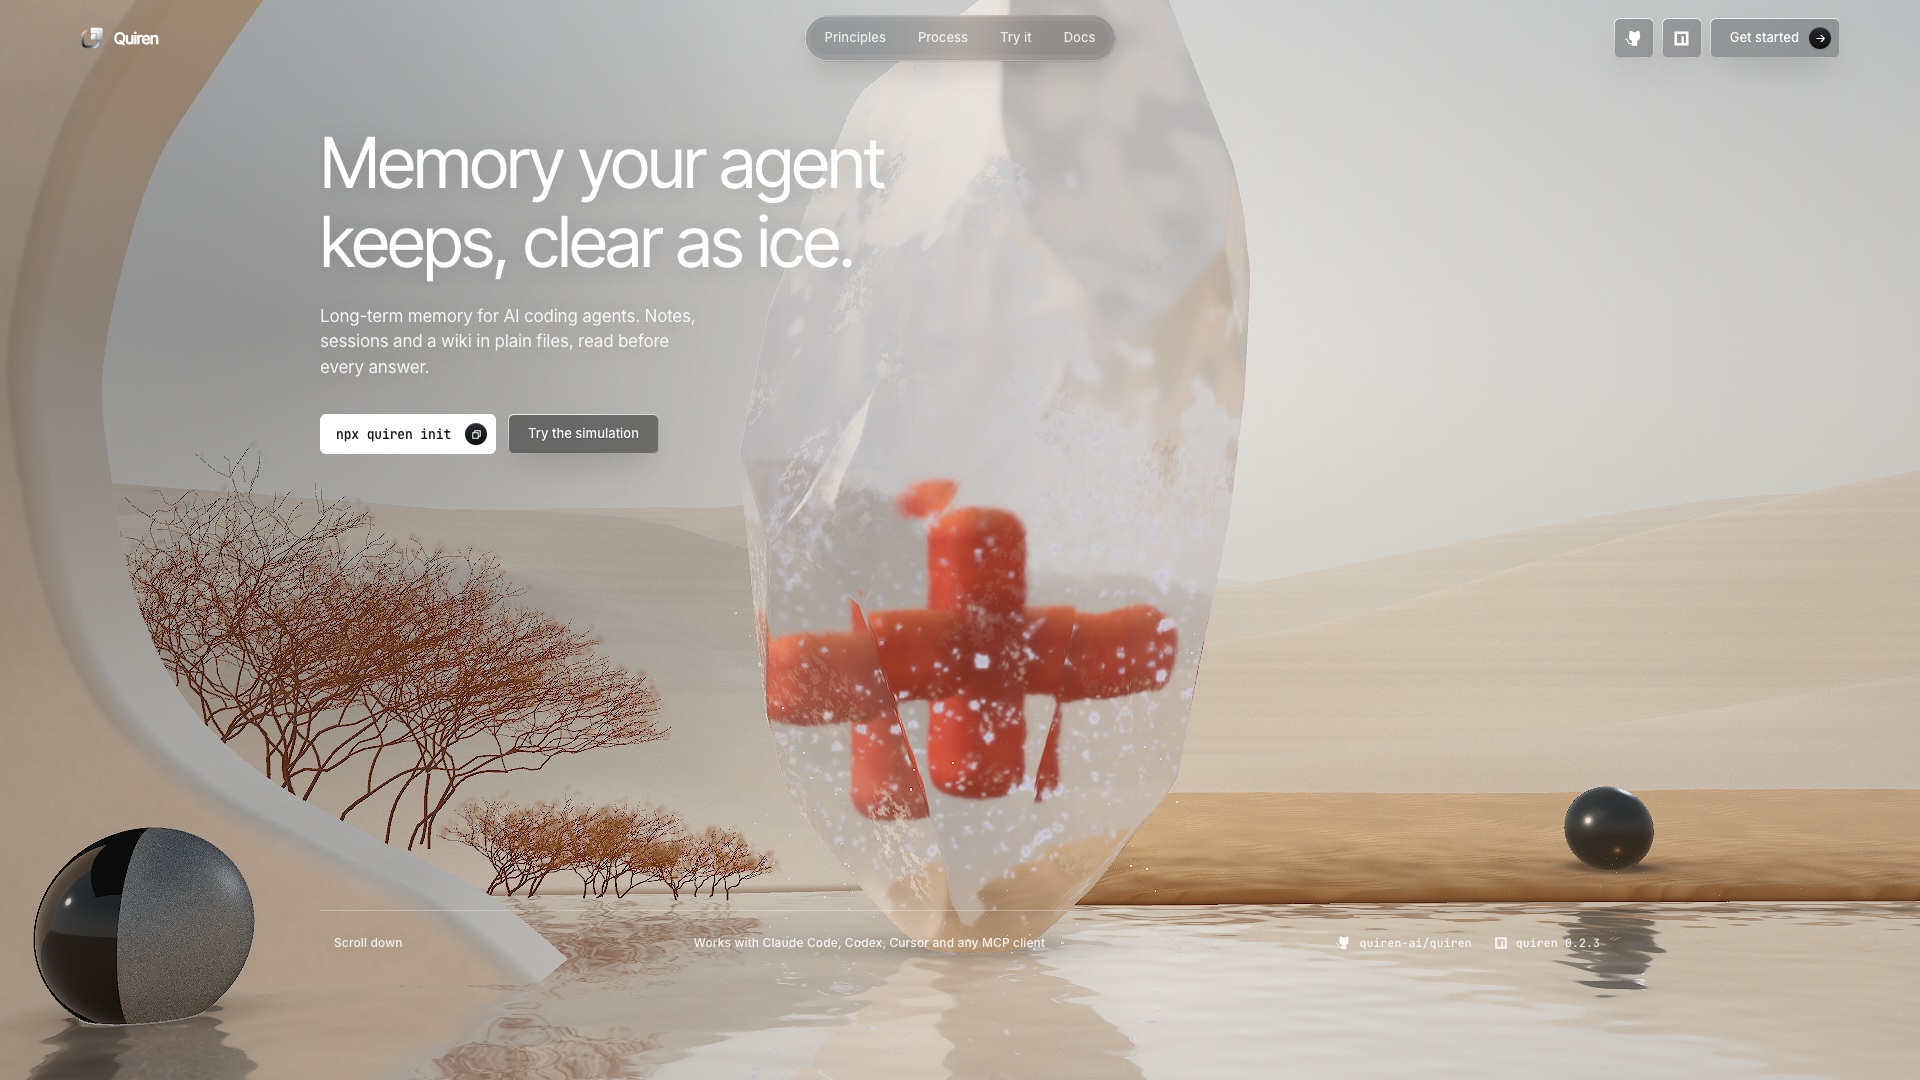 Quiren
Principles
Process
Try it
Docs
Get started
Memory your agent
keeps, clear as ice.
Long-term memory for AI coding agents. Notes,
sessions and a wiki in plain files, read before
every answer.
npx quiren init
Try the simulation
Scroll down
Works with Claude Code, Codex, Cursor and any MCP client
quiren-ai/quiren
quiren 0.2.3